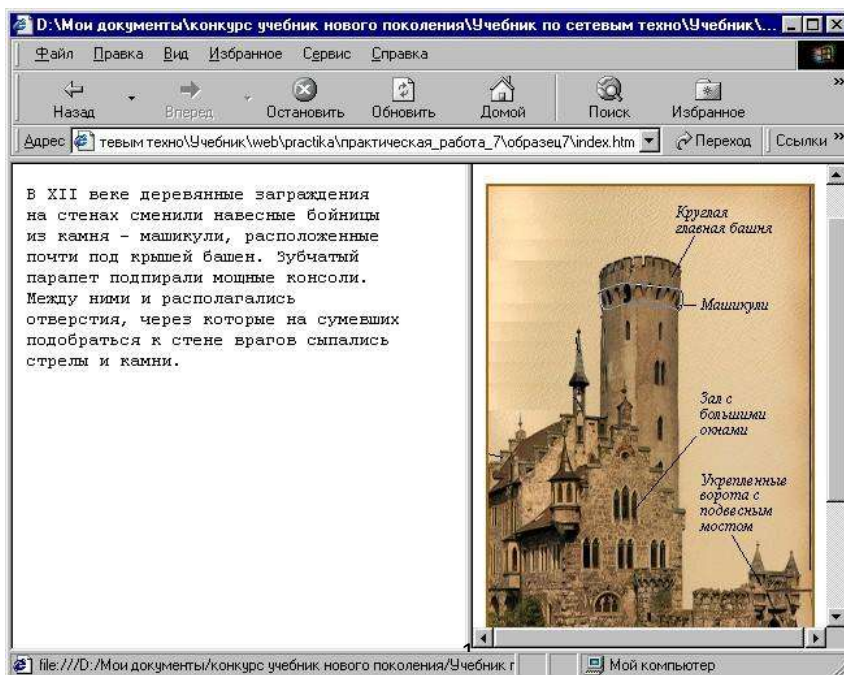 D:\Мои документы\конкурс учебник нового поколения\Учебник по сетевым техно\Учебник\...
Файл Правка Вид Избранное Сервис Справка
Назад Вперед Остановить Обновить Домой Поиск Избранное »
Адрес тевым техно\Учебник\web\practika\практическая_работа_7\образец7\index.htm Переход Ссылки »
В XII веке деревянные заграждения
на стенах сменили навесные бойницы
из камня - машикули, расположенные
почти под крышей башен. Зубчатый
парапет подпирали мощные консоли.
Между ними и располагались
отверстия, через которые на сумевших
подобраться к стене врагов сыпались
стрелы и камни.
Круглая
главная башня
Машикули
Зал с
большими
окнами
Укрепленные
ворота с
подвесным
мостом
file:///D:/Мои документы/конкурс учебник нового поколения/Учебник г Мой компьютер